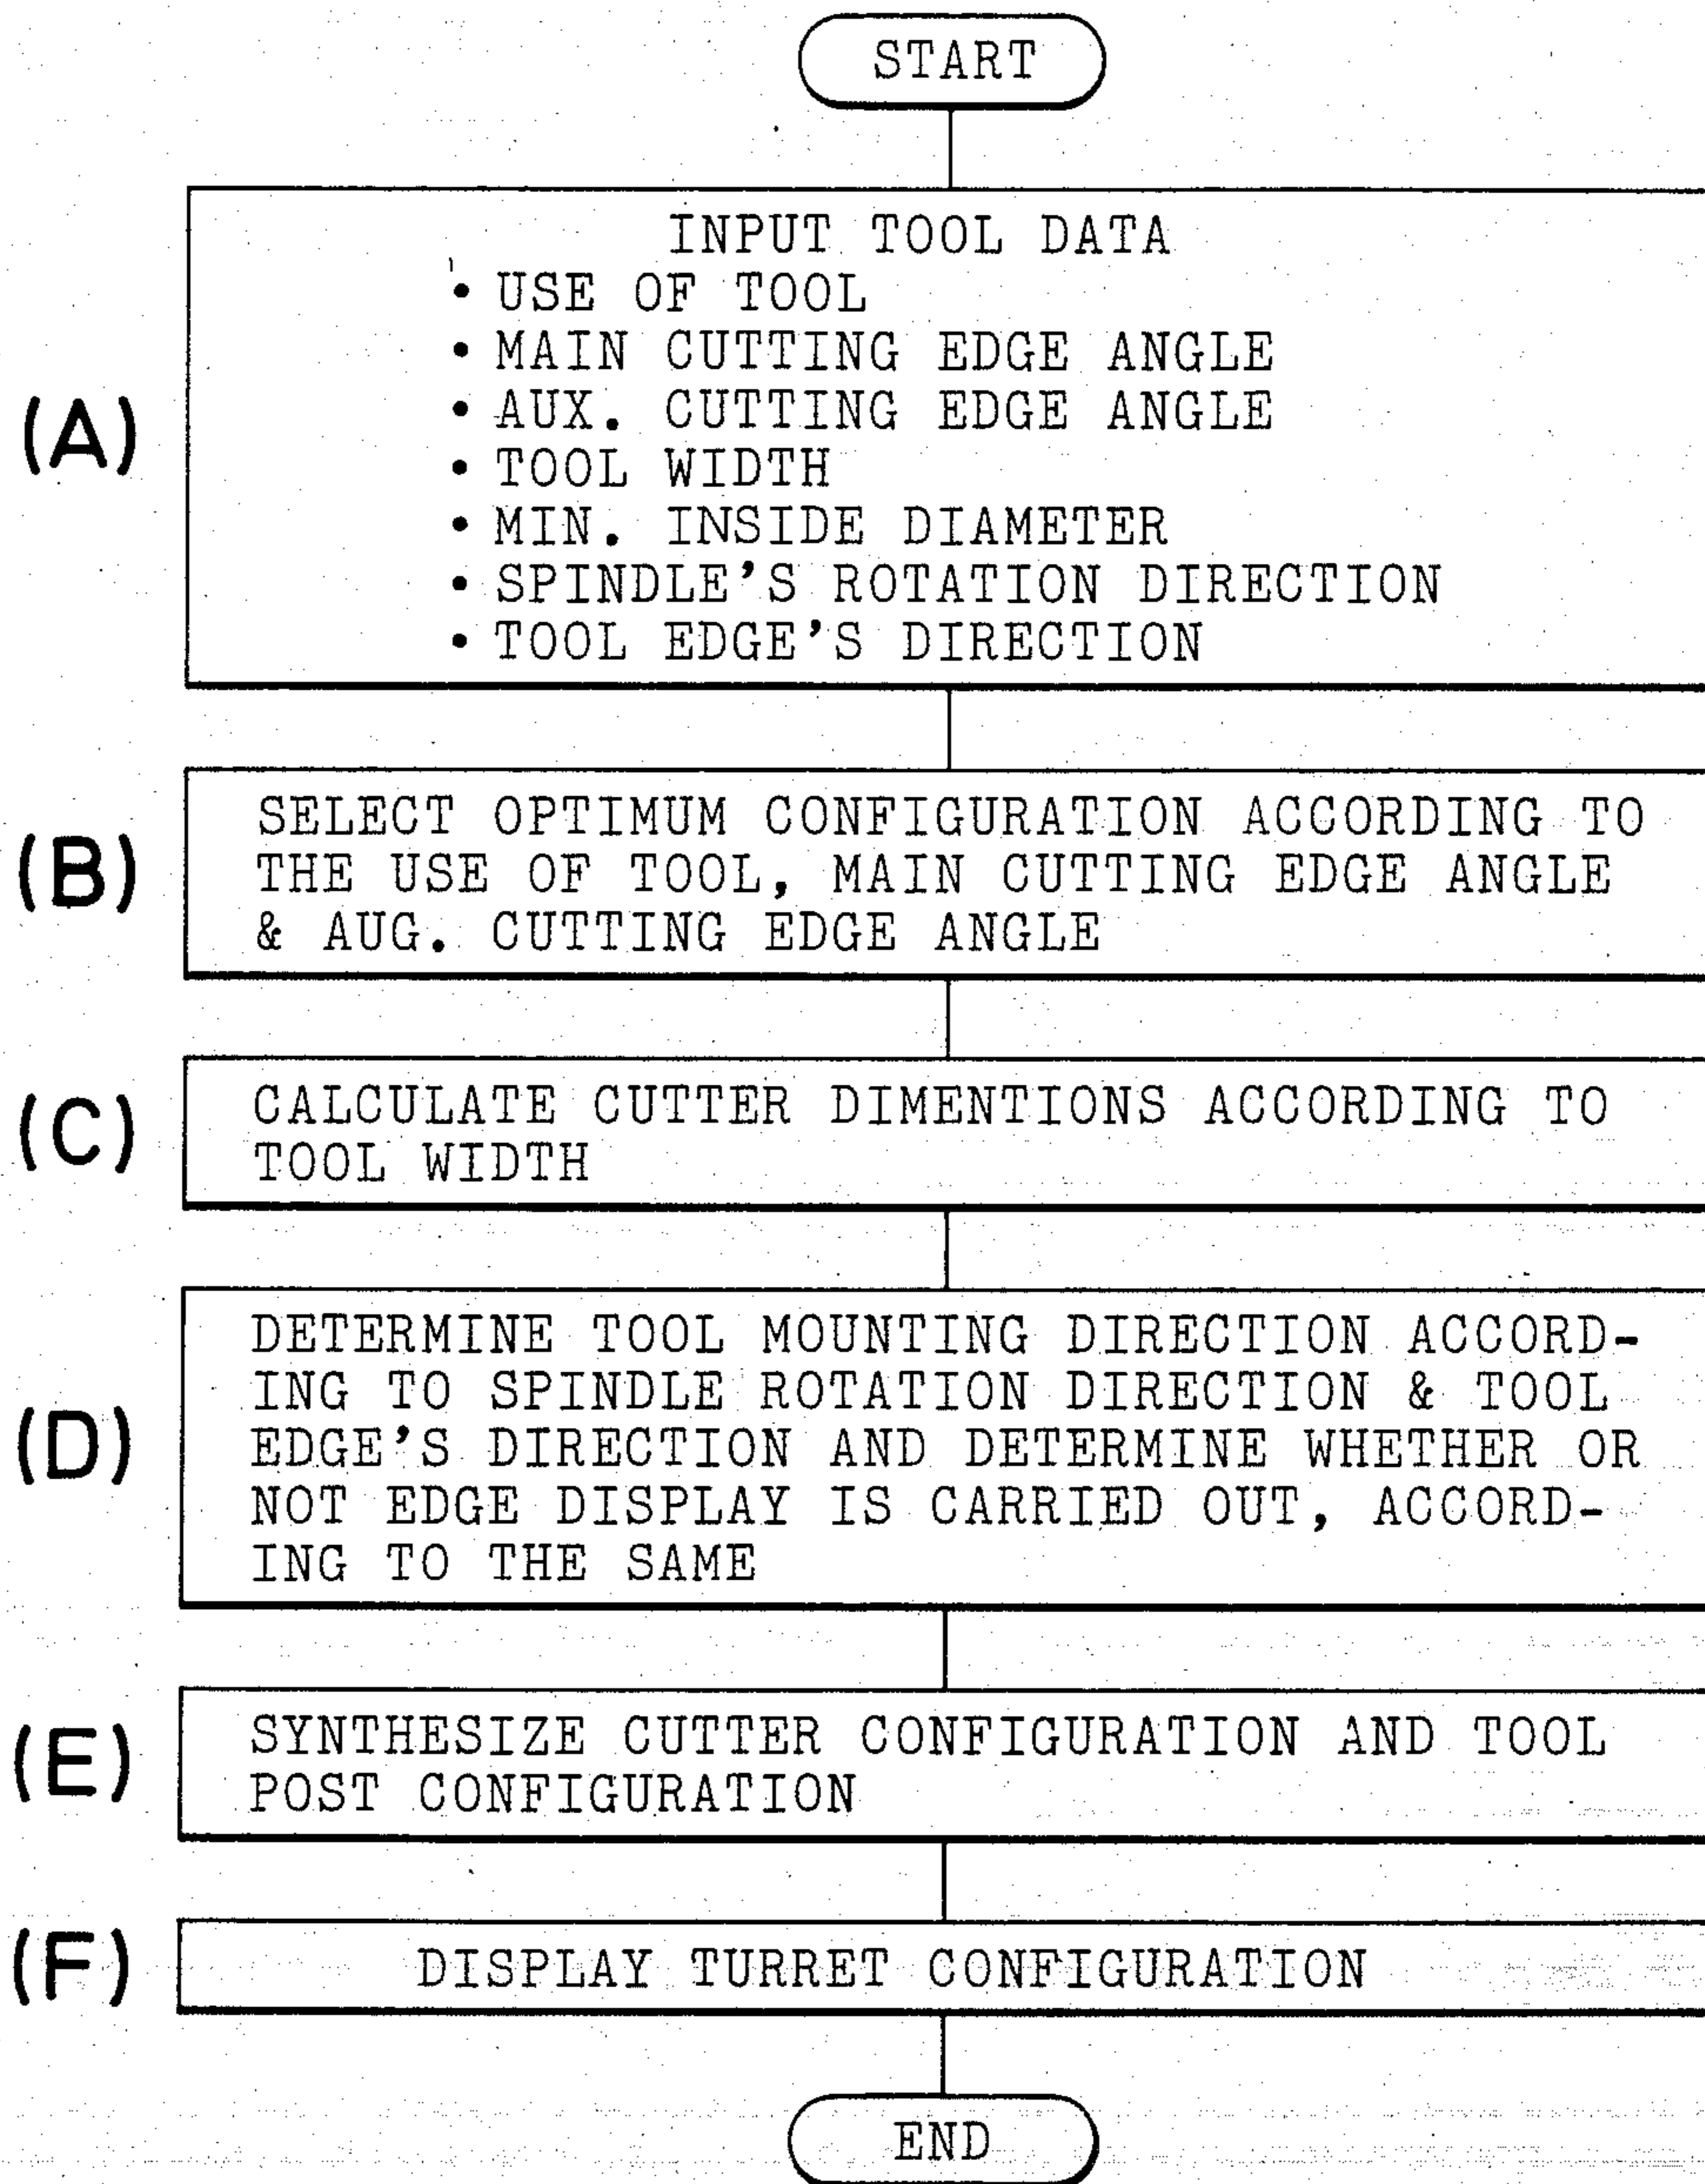 START
(A)
INPUT TOOL DATA
• USE OF TOOL
• MAIN CUTTING EDGE ANGLE
• AUX. CUTTING EDGE ANGLE
• TOOL WIDTH
• MIN. INSIDE DIAMETER
• SPINDLE'S ROTATION DIRECTION
• TOOL EDGE'S DIRECTION
(B)
SELECT OPTIMUM CONFIGURATION ACCORDING TO
THE USE OF TOOL, MAIN CUTTING EDGE ANGLE
& AUG. CUTTING EDGE ANGLE
(C)
CALCULATE CUTTER DIMENTIONS ACCORDING TO
TOOL WIDTH
(D)
DETERMINE TOOL MOUNTING DIRECTION ACCORD-
ING TO SPINDLE ROTATION DIRECTION & TOOL
EDGE'S DIRECTION AND DETERMINE WHETHER OR
NOT EDGE DISPLAY IS CARRIED OUT, ACCORD-
ING TO THE SAME
(E)
SYNTHESIZE CUTTER CONFIGURATION AND TOOL
POST CONFIGURATION
(F)
DISPLAY TURRET CONFIGURATION
END